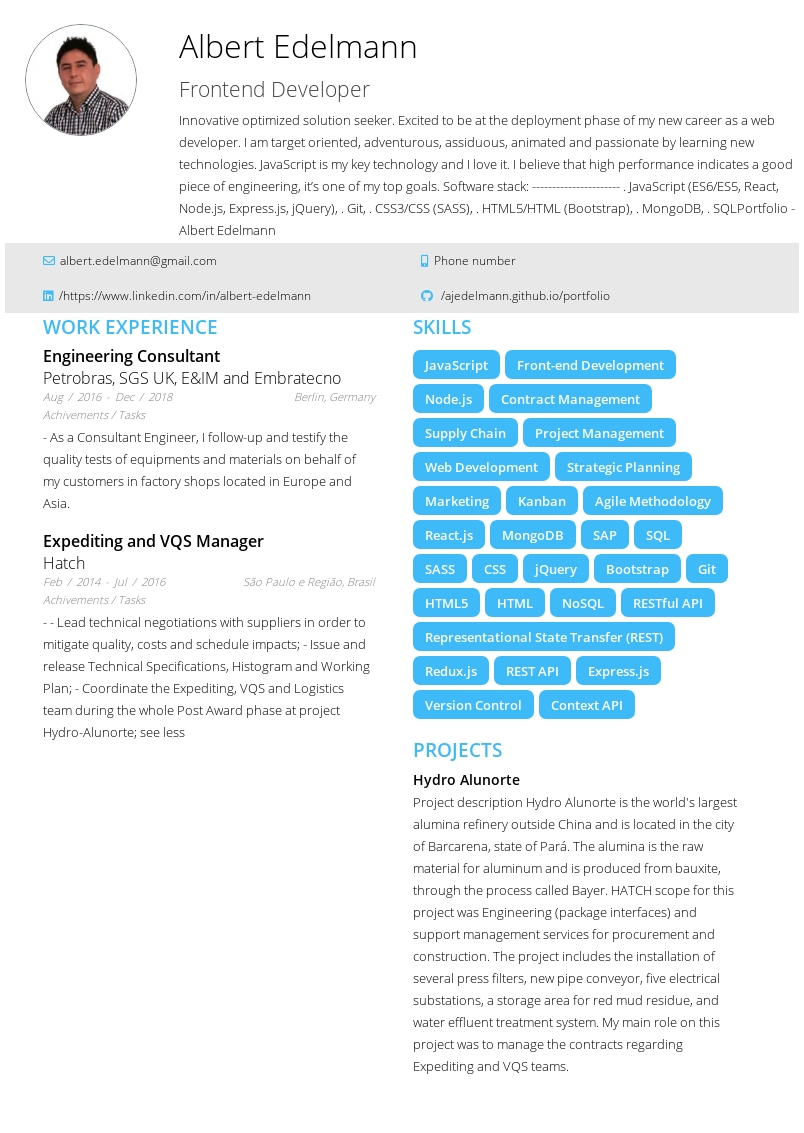 Albert Edelmann
Frontend Developer
Innovative optimized solution seeker. Excited to be at the deployment phase of my new career as a web
developer. I am target oriented, adventurous, assiduous, animated and passionate by learning new
technologies. JavaScript is my key technology and I love it. I believe that high performance indicates a good
piece of engineering, it’s one of my top goals. Software stack: ---------------------- . JavaScript (ES6/ES5, React,
Node.js, Express.js, jQuery), . Git, . CSS3/CSS (SASS), . HTML5/HTML (Bootstrap), . MongoDB, . SQLPortfolio -
Albert Edelmann
albert.edelmann@gmail.com
Phone number
/https://www.linkedin.com/in/albert-edelmann
/ajedelmann.github.io/portfolio
WORK EXPERIENCE
Engineering Consultant
Petrobras, SGS UK, E&IM and Embratecno
Aug / 2016 - Dec / 2018 Berlin, Germany
Achivements / Tasks
- As a Consultant Engineer, I follow-up and testify the
quality tests of equipments and materials on behalf of
my customers in factory shops located in Europe and
Asia.
Expediting and VQS Manager
Hatch
Feb / 2014 - Jul / 2016 São Paulo e Região, Brasil
Achivements / Tasks
- - Lead technical negotiations with suppliers in order to
mitigate quality, costs and schedule impacts; - Issue and
release Technical Specifications, Histogram and Working
Plan; - Coordinate the Expediting, VQS and Logistics
team during the whole Post Award phase at project
Hydro-Alunorte; see less
SKILLS
JavaScript Front-end Development
Node.js Contract Management
Supply Chain Project Management
Web Development Strategic Planning
Marketing Kanban Agile Methodology
React.js MongoDB SAP SQL
SASS CSS jQuery Bootstrap Git
HTML5 HTML NoSQL RESTful API
Representational State Transfer (REST)
Redux.js REST API Express.js
Version Control Context API
PROJECTS
Hydro Alunorte
Project description Hydro Alunorte is the world's largest
alumina refinery outside China and is located in the city
of Barcarena, state of Pará. The alumina is the raw
material for aluminum and is produced from bauxite,
through the process called Bayer. HATCH scope for this
project was Engineering (package interfaces) and
support management services for procurement and
construction. The project includes the installation of
several press filters, new pipe conveyor, five electrical
substations, a storage area for red mud residue, and
water effluent treatment system. My main role on this
project was to manage the contracts regarding
Expediting and VQS teams.